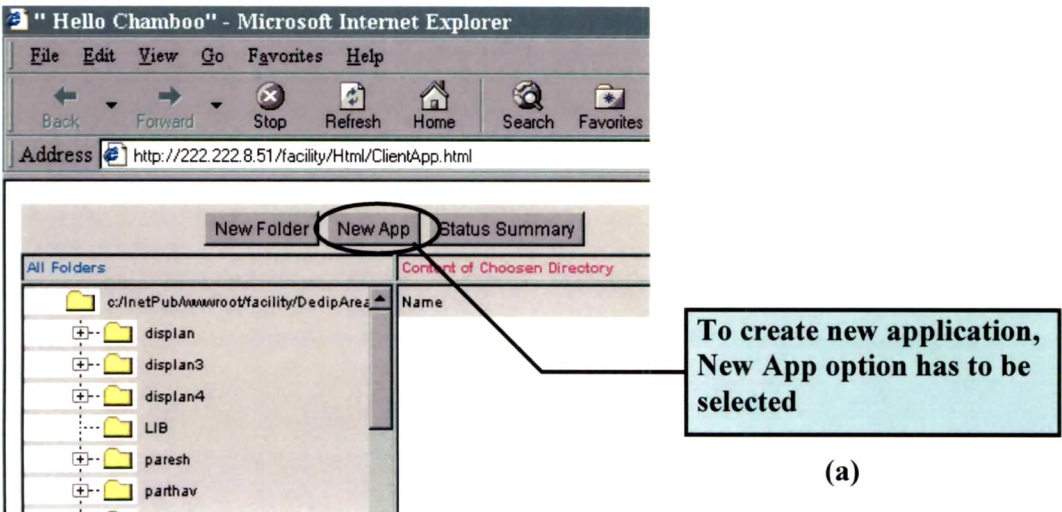 " Hello Chamboo" - Microsoft Internet Explorer
File Edit View Go Favorites Help
Back Forward Stop Refresh Home Search Favorites
Address http://222.222.8.51/facility/Html/ClientApp.html
New Folder New App Status Summary
All Folders Content of Choosen Directory
c:/InetPub/wwwroot/facility/DedipArea Name
displan
displan3
displan4
LIB
paresh
parthav
To create new application,
New App option has to be
selected
(a)